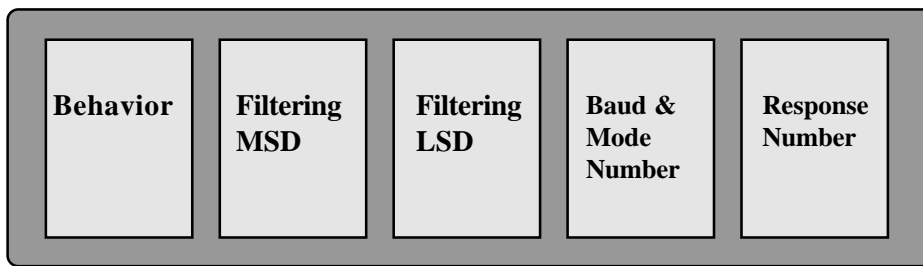 Behavior
Filtering
MSD
Filtering
LSD
Baud &
Mode
Number
Response
Number